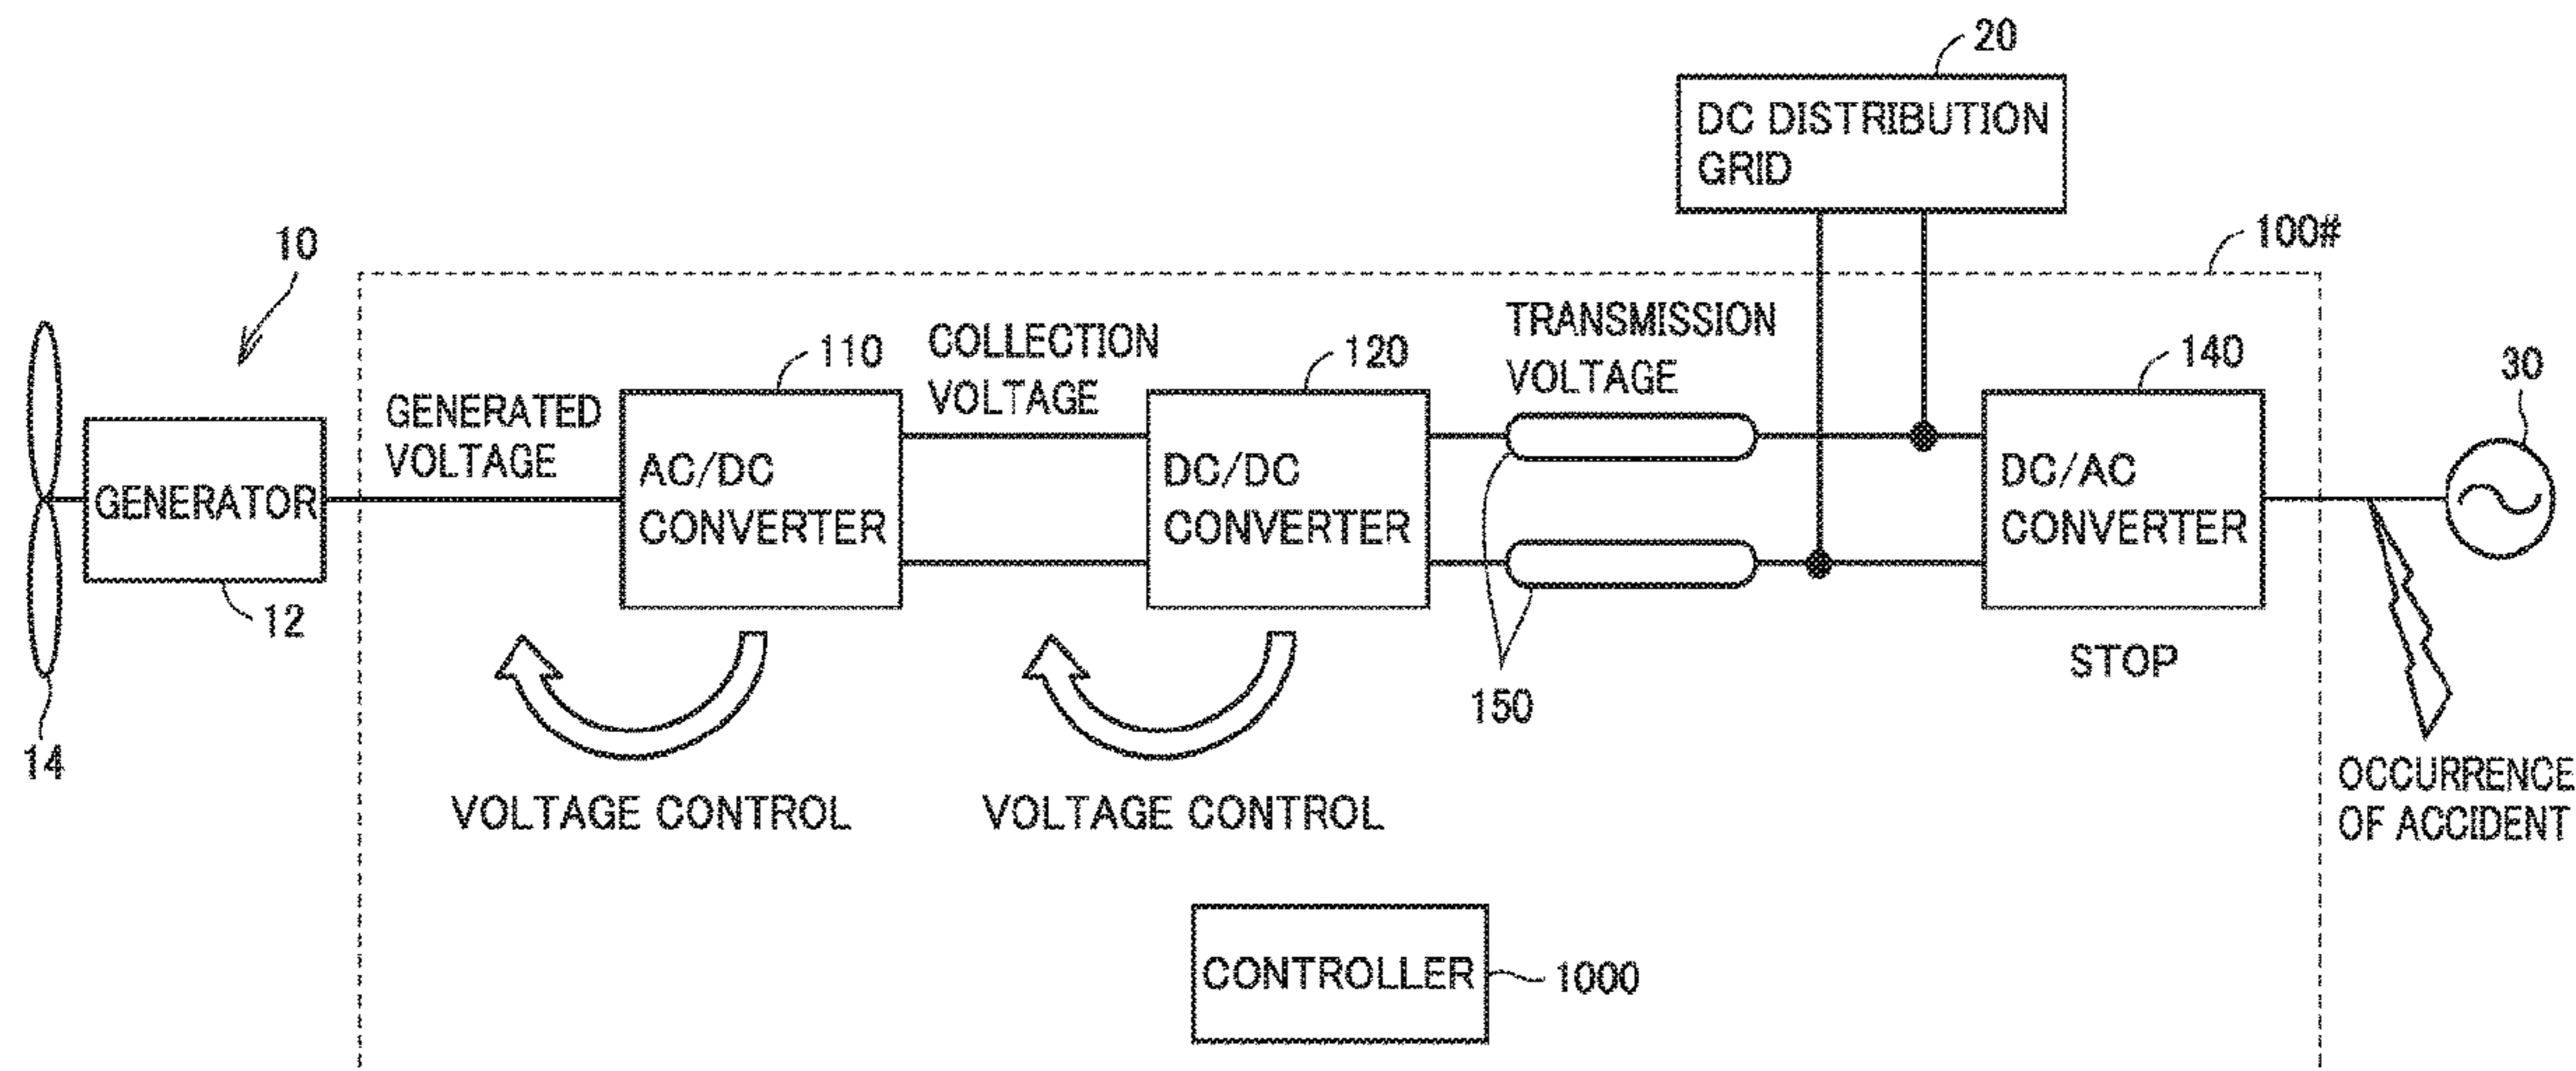 20
DC DISTRIBUTION
GRID
100#
10
TRANSMISSION
VOLTAGE
COLLECTION
VOLTAGE
110
120
140
30
GENERATED
VOLTAGE
AC/DC
CONVERTER
DC/DC
CONVERTER
DC/AC
CONVERTER
GENERATOR
12
STOP
150
14
OCCURRENCE
OF ACCIDENT
VOLTAGE CONTROL
VOLTAGE CONTROL
CONTROLLER
1000